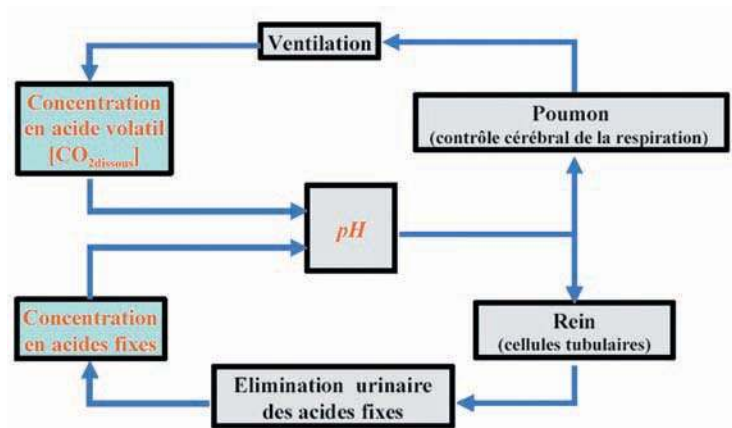 Ventilation
Concentration
en acide volatil
[CO2dissous]
Poumon
(contrôle cérébral de la respiration)
pH
Concentration
en acides fixes
Rein
(cellules tubulaires)
Elimination urinaire
des acides fixes